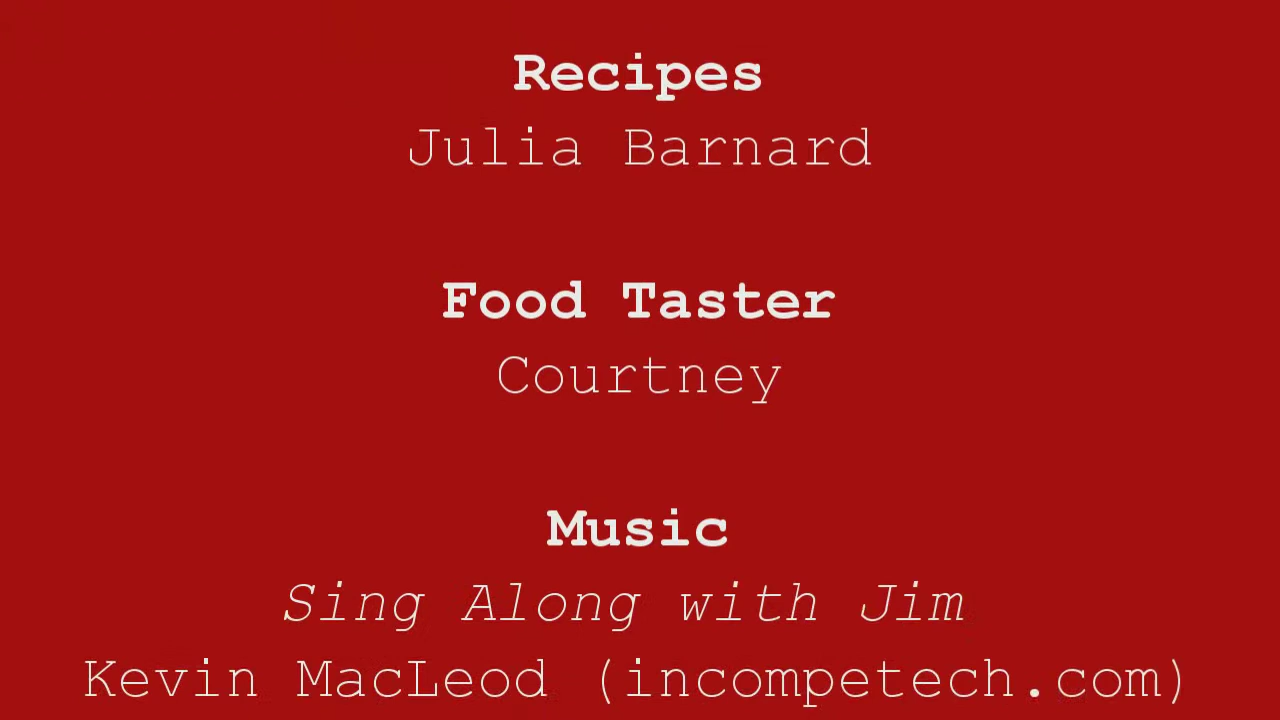 Recipes
Julia Barnard
Food Taster
Courtney
Music
Sing Along with Jim
Kevin MacLeod (incompetech.com)